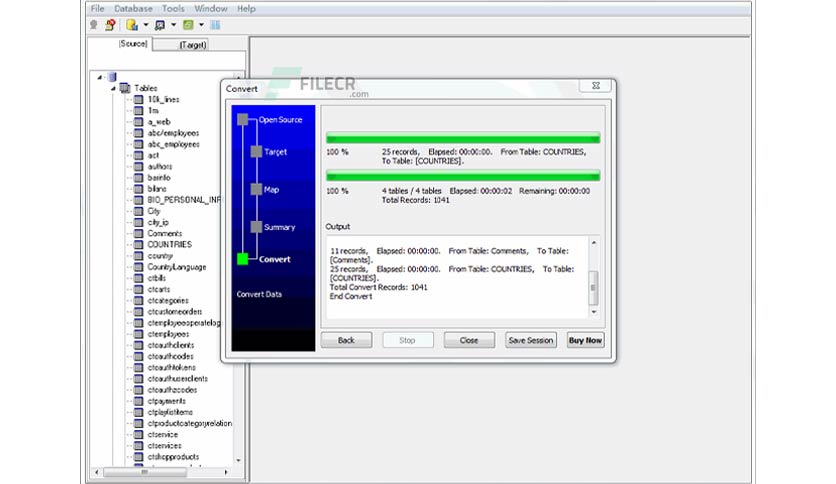 File Database Tools Window Help
[Source] [Target]
Tables
10k_lines
1m
a_web
abc/employees
abc_employees
act
authors
barinfo
bilans
BIO_PERSONAL_INF
City
city_ip
Comments
COUNTRIES
country
CountryLanguage
ctbills
ctcarts
ctcategories
ctcustomeorders
ctemployeesoperatelog
ctemployees
ctoauthclients
ctoauthcodes
ctoauthtokens
ctoauthuserclients
ctoauthzcodes
ctpayments
ctplaylistitems
ctproductcategoryrelation
ctservice
ctservices
ctshopproducts
Convert
FILECR
.com
Open Source
Target
Map
Summary
Convert
Convert Data
100 % 25 records, Elapsed: 00:00:00. From Table: COUNTRIES,
To Table: [COUNTRIES].
100 % 4 tables / 4 tables Elapsed: 00:00:02 Remaining: 00:00:00
Total Records: 1041
Output
11 records, Elapsed: 00:00:00. From Table: Comments, To Table:
[Comments].
25 records, Elapsed: 00:00:00. From Table: COUNTRIES, To Table:
[COUNTRIES].
Total Convert Records: 1041
End Convert
Back Stop Close Save Session Buy Now